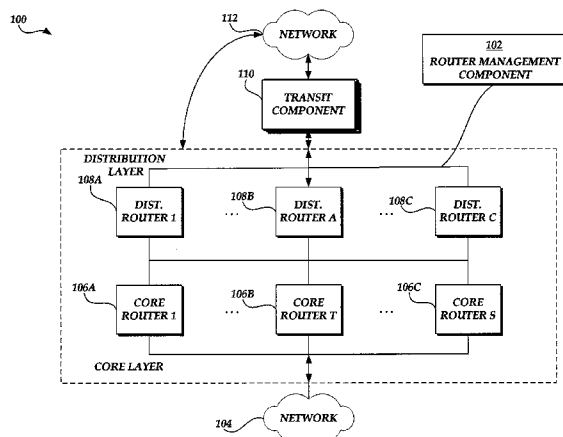 100
112
NETWORK
102
ROUTER MANAGEMENT
COMPONENT
110
TRANSIT
COMPONENT
DISTRIBUTION
LAYER
108A
DIST.
ROUTER 1
...
108B
DIST.
ROUTER A
...
108C
DIST.
ROUTER C
106A
CORE
ROUTER 1
...
106B
CORE
ROUTER T
...
106C
CORE
ROUTER S
CORE LAYER
104
NETWORK